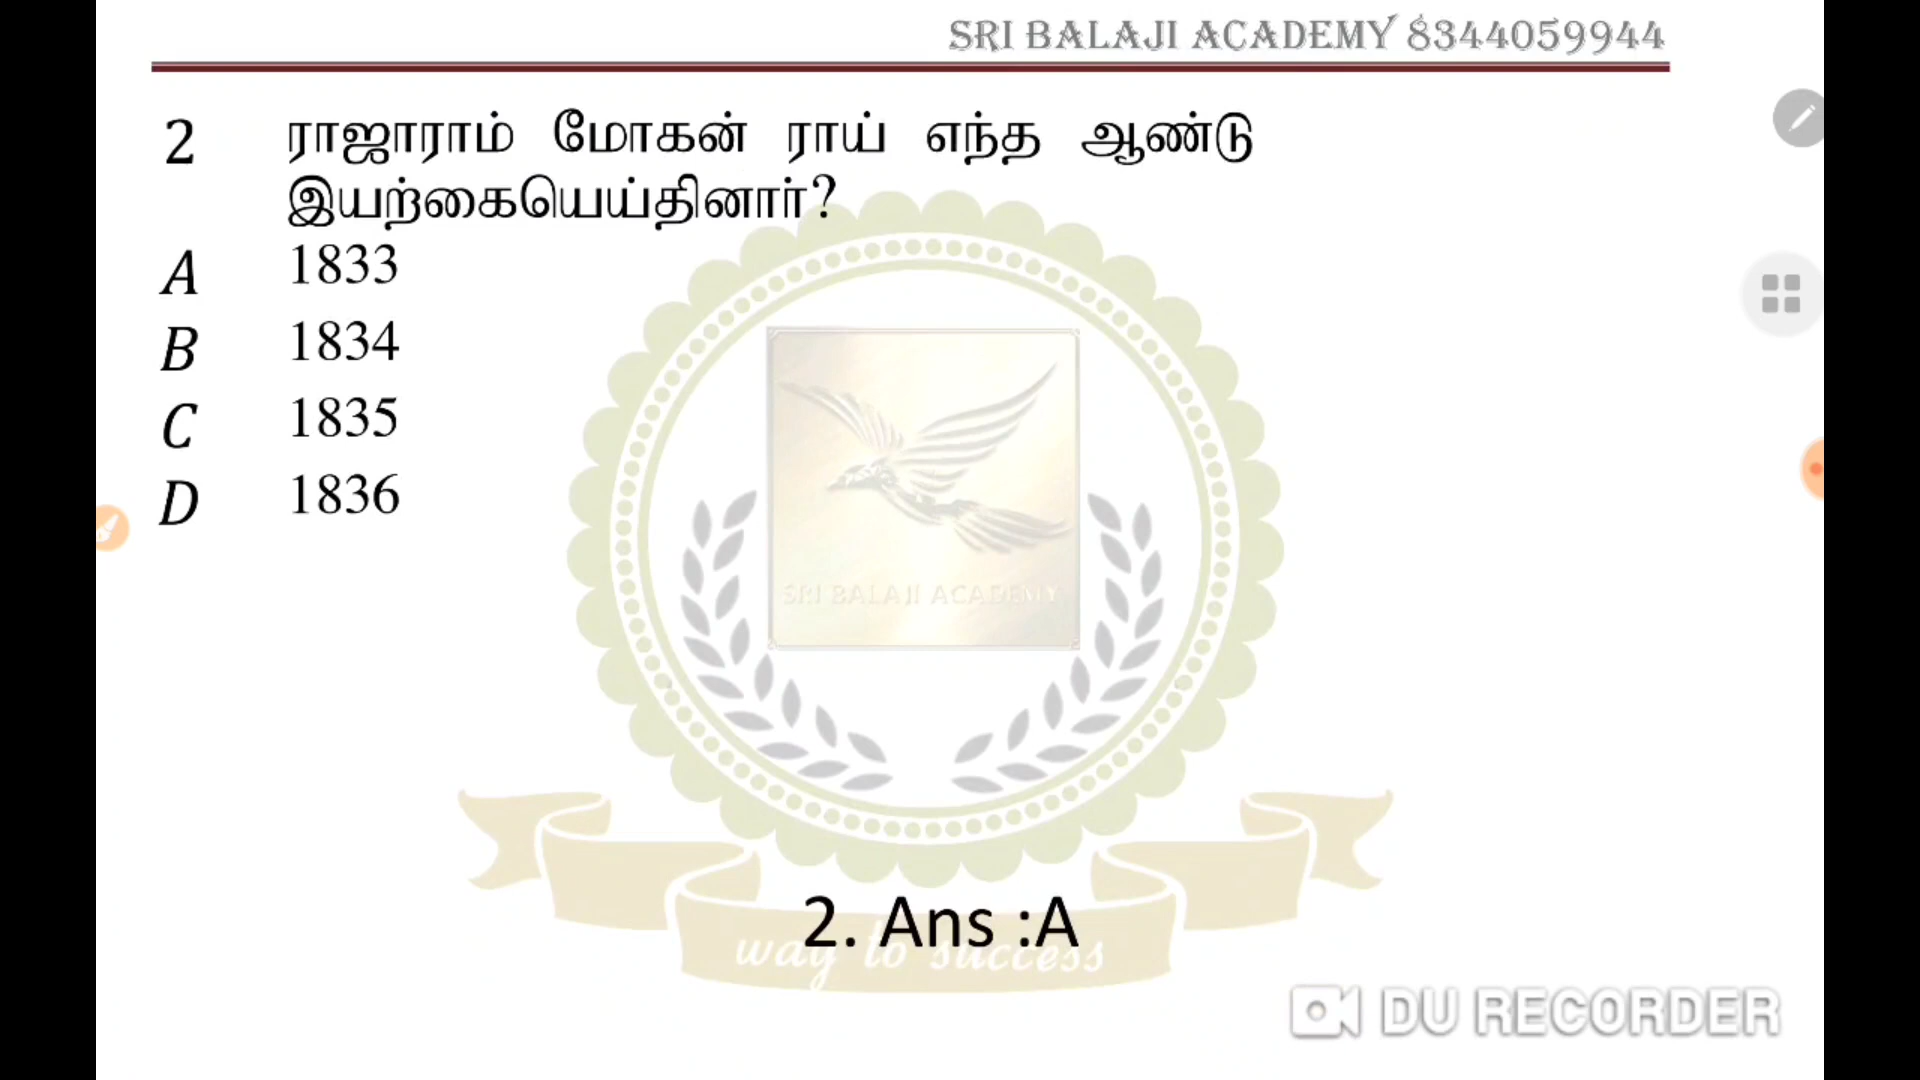 SRI BALAJI ACADEMY 8344059944
2 ராஜாராம் மோகன் ராய் எந்த ஆண்டு
இயற்கையெய்தினார்?
A 1833
B 1834
C 1835
D 1836
SRI BALAJI ACADEMY
2. Ans :A
way to success
DU RECORDER